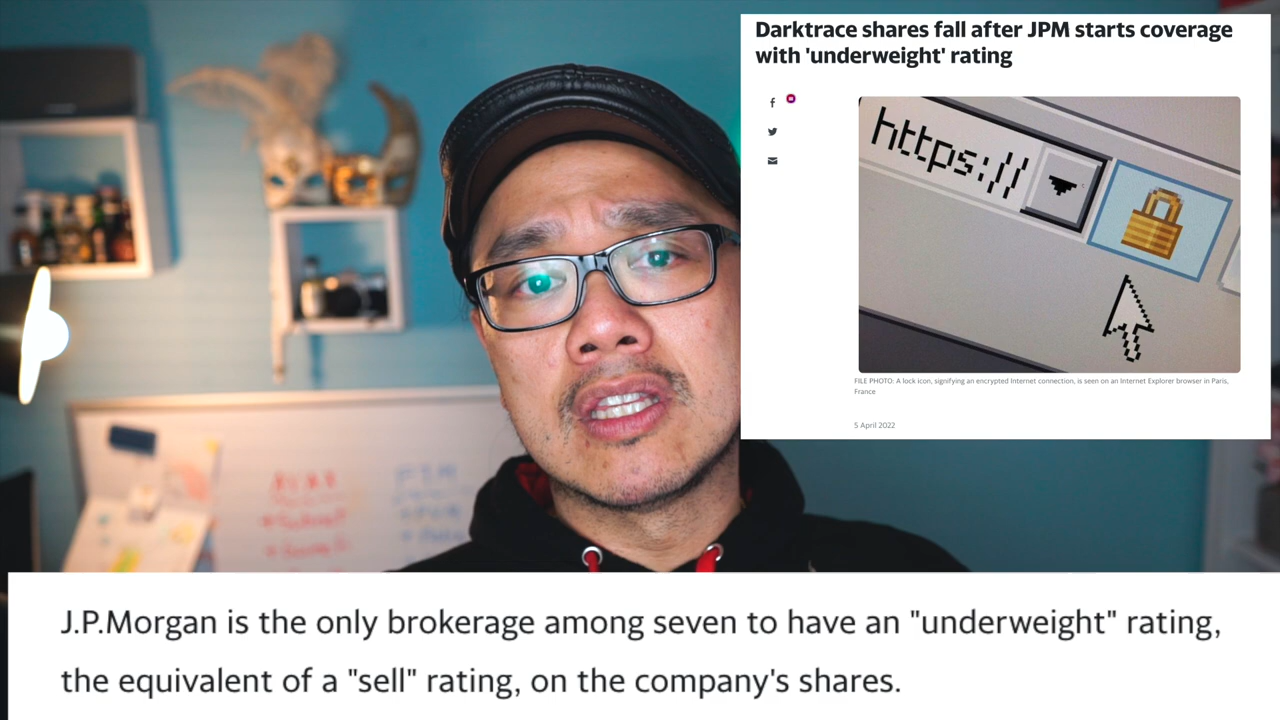 Darktrace shares fall after JPM starts coverage
with 'underweight' rating
https://
FILE PHOTO: A lock icon, signifying an encrypted Internet connection, is seen on an Internet Explorer browser in Paris,
France
5 April 2022
J.P.Morgan is the only brokerage among seven to have an "underweight" rating,
the equivalent of a "sell" rating, on the company's shares.